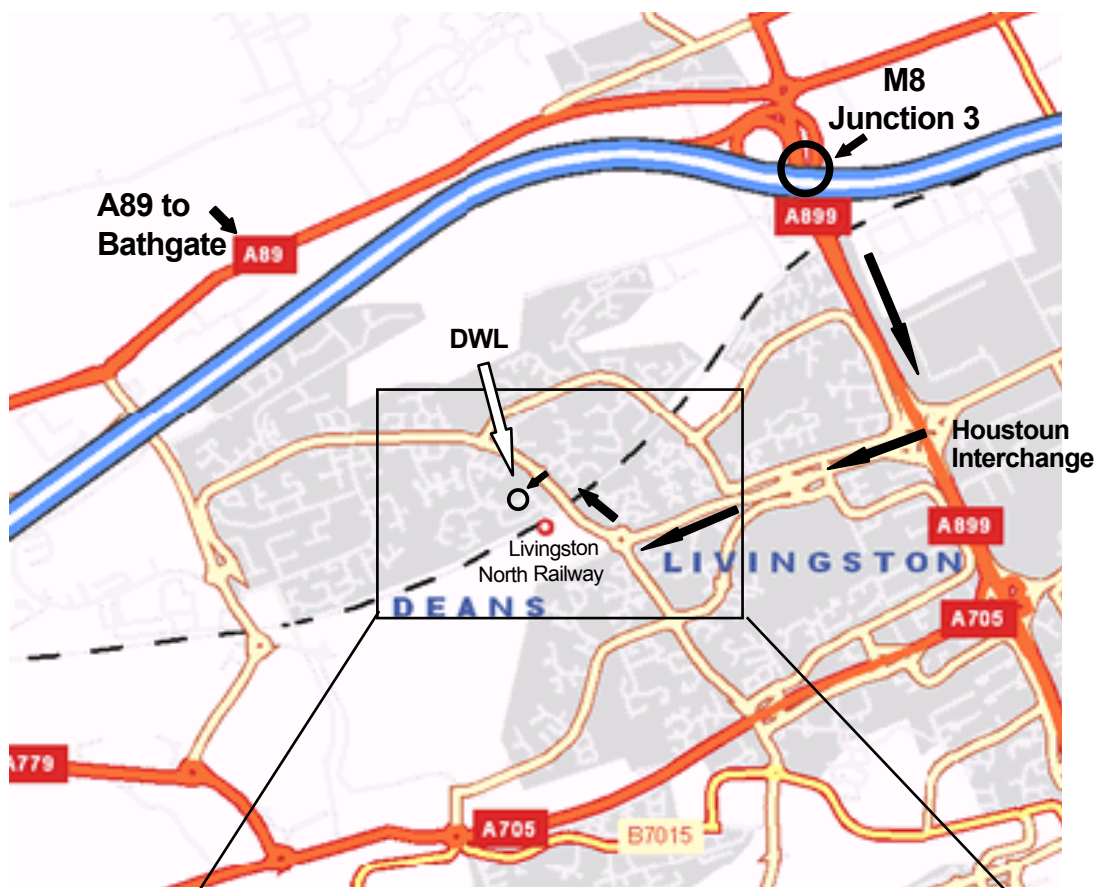 M8
Junction 3
A899
A89 to
Bathgate
A89
DWL
Houstoun
Interchange
A899
Livingston
North Railway
LIVINGSTON
DEANS
A705
A779
A705
B7015